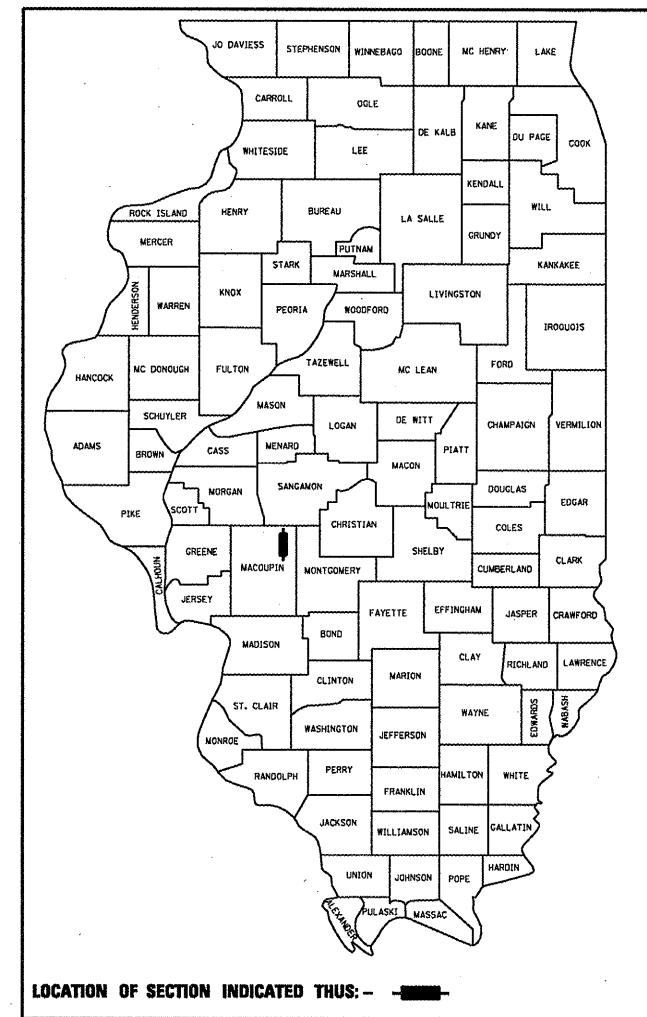 JO DAVIESS STEPHENSON WINNEBAGO BOONE MC HENRY LAKE
CARROLL OGLE DE KALB KANE DU PAGE COOK
WHITESIDE LEE
KENDALL WILL
ROCK ISLAND HENRY BUREAU LA SALLE GRUNDY
MERCER PUTNAM
STARK MARSHALL KANKAKEE
HENDERSON WARREN KNOX PEORIA WOODFORD LIVINGSTON IROQUOIS
HANCOCK MC DONOUGH FULTON TAZEWELL MC LEAN FORD
SCHUYLER MASON LOGAN DE WITT CHAMPAIGN VERMILION
ADAMS BROWN CASS MENARD PIATT
MACON
PIKE SCOTT MORGAN SANGAMON CHRISTIAN MOULTRIE DOUGLAS EDGAR
COLES
CALHOUN GREENE MACOUPIN MONTGOMERY SHELBY CUMBERLAND CLARK
JERSEY FAYETTE EFFINGHAM JASPER CRAWFORD
MADISON BOND
CLAY RICHLAND LAWRENCE
CLINTON MARION
ST. CLAIR WAYNE EDWARDS WABASH
MONROE WASHINGTON JEFFERSON
RANDOLPH PERRY HAMILTON WHITE
FRANKLIN
JACKSON WILLIAMSON SALINE GALLATIN
UNION JOHNSON POPE HARDIN
ALEXANDER PULASKI MASSAC
LOCATION OF SECTION INDICATED THUS: -